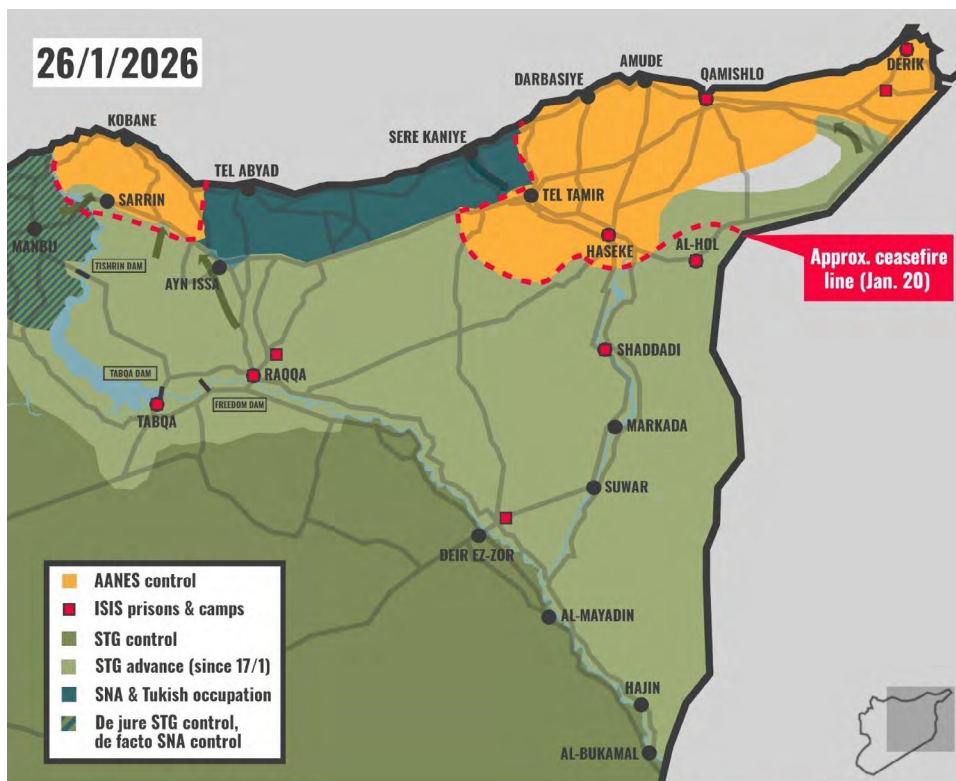 26/1/2026
KOBANE
SARRIN
MANBIJ
TISHRIN DAM
TEL ABYAD
AYN ISSA
SERE KANIYE
DARBASIYE
AMUDE
QAMISHLO
DERIK
TEL TAMIR
HASEKE
AL-HOL
Approx. ceasefire
line (Jan. 20)
TABQA DAM
TABQA
FREEDOM DAM
RAQQA
SHADDADI
MARKADA
SUWAR
DEIR EZ-ZOR
AL-MAYADIN
HAJIN
AL-BUKAMAL
AANES control
ISIS prisons & camps
STG control
STG advance (since 17/1)
SNA & Tukish occupation
De jure STG control,
de facto SNA control